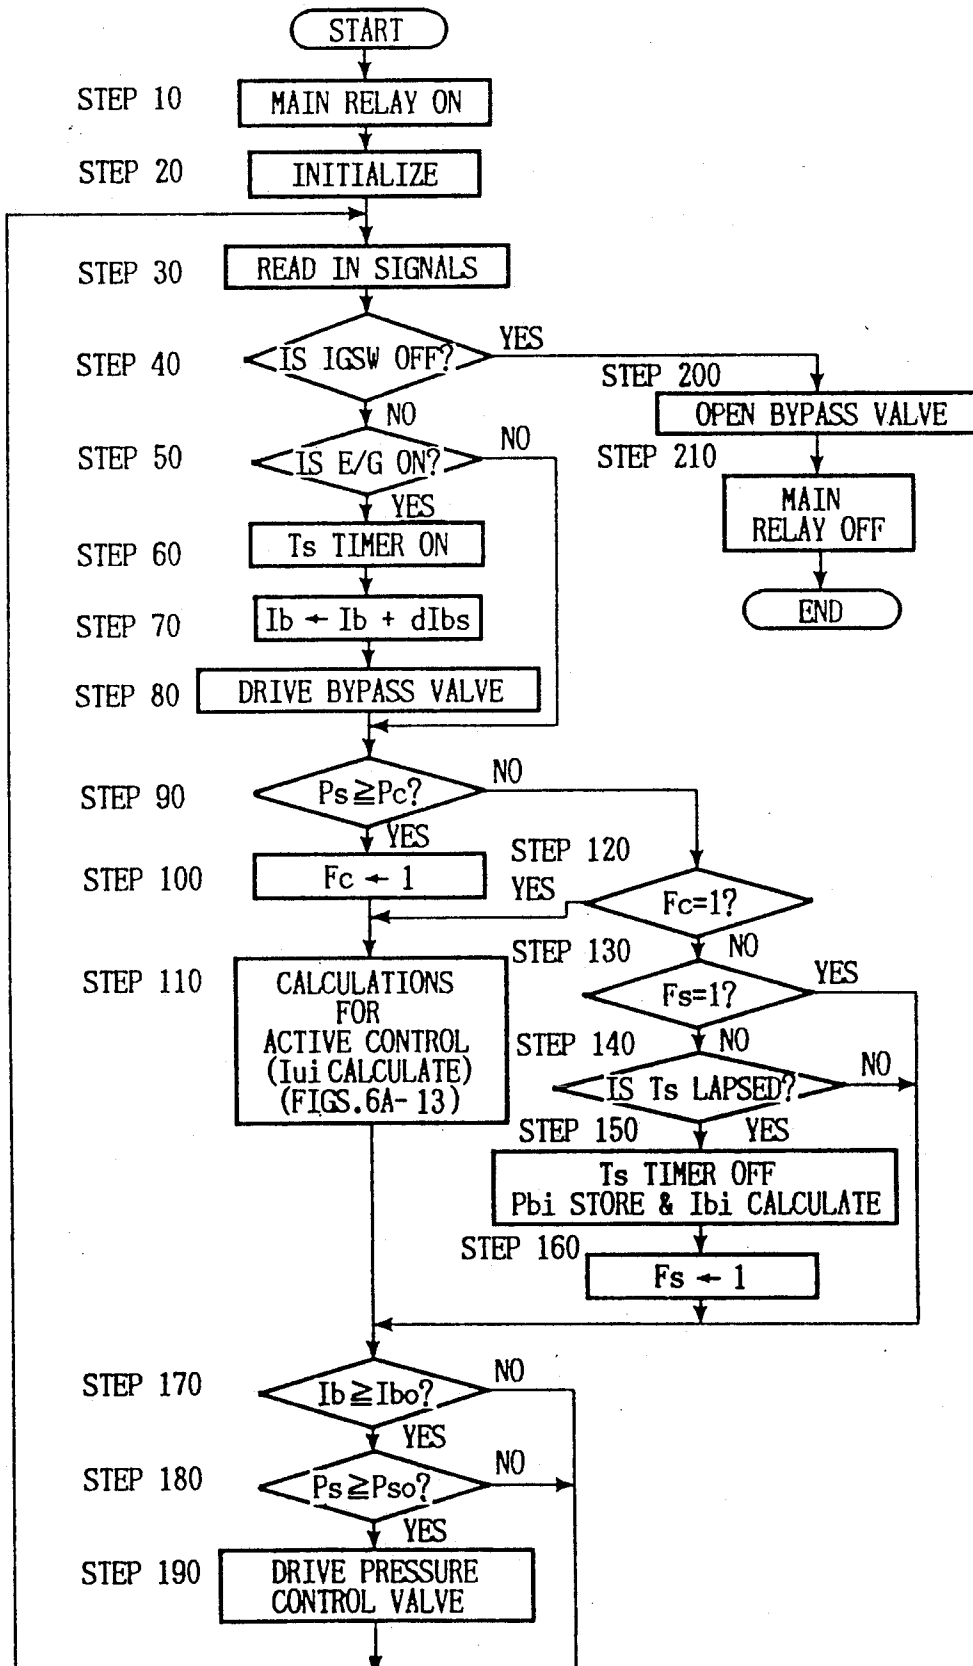 START
STEP 10
MAIN RELAY ON
STEP 20
INITIALIZE
STEP 30
READ IN SIGNALS
STEP 40
IS IGSW OFF?
YES
NO
STEP 200
OPEN BYPASS VALVE
STEP 210
MAIN
RELAY OFF
END
STEP 50
IS E/G ON?
NO
YES
STEP 60
Ts TIMER ON
STEP 70
Ib ← Ib + dIbs
STEP 80
DRIVE BYPASS VALVE
STEP 90
Ps≧Pc?
NO
YES
STEP 100
Fc ← 1
STEP 120
YES
Fc=1?
NO
STEP 110
CALCULATIONS
FOR
ACTIVE CONTROL
(Iui CALCULATE)
(FIGS.6A-13)
STEP 130
Fs=1?
YES
NO
STEP 140
IS Ts LAPSED?
NO
YES
STEP 150
Ts TIMER OFF
Pbi STORE & Ibi CALCULATE
STEP 160
Fs ← 1
STEP 170
Ib≧Ibo?
NO
YES
STEP 180
Ps≧Pso?
NO
YES
STEP 190
DRIVE PRESSURE
CONTROL VALVE